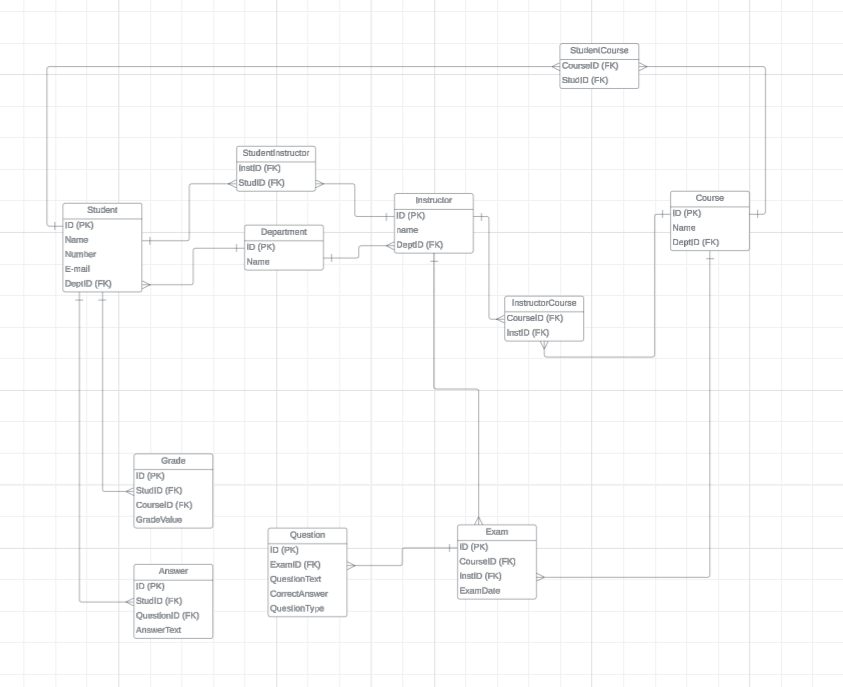 StudentCourse
CourseID (FK)
StudID (FK)
StudentInstructor
InstID (FK)
StudID (FK)
Student
ID (PK)
Name
Number
E-mail
DeptID (FK)
Department
ID (PK)
Name
Instructor
ID (PK)
name
DeptID (FK)
Course
ID (PK)
Name
DeptID (FK)
InstructorCourse
CourseID (FK)
InstID (FK)
Grade
ID (PK)
StudID (FK)
CourseID (FK)
GradeValue
Question
ID (PK)
ExamID (FK)
QuestionText
CorrectAnswer
QuestionType
Exam
ID (PK)
CourseID (FK)
InstID (FK)
ExamDate
Answer
ID (PK)
StudID (FK)
QuestionID (FK)
AnswerText